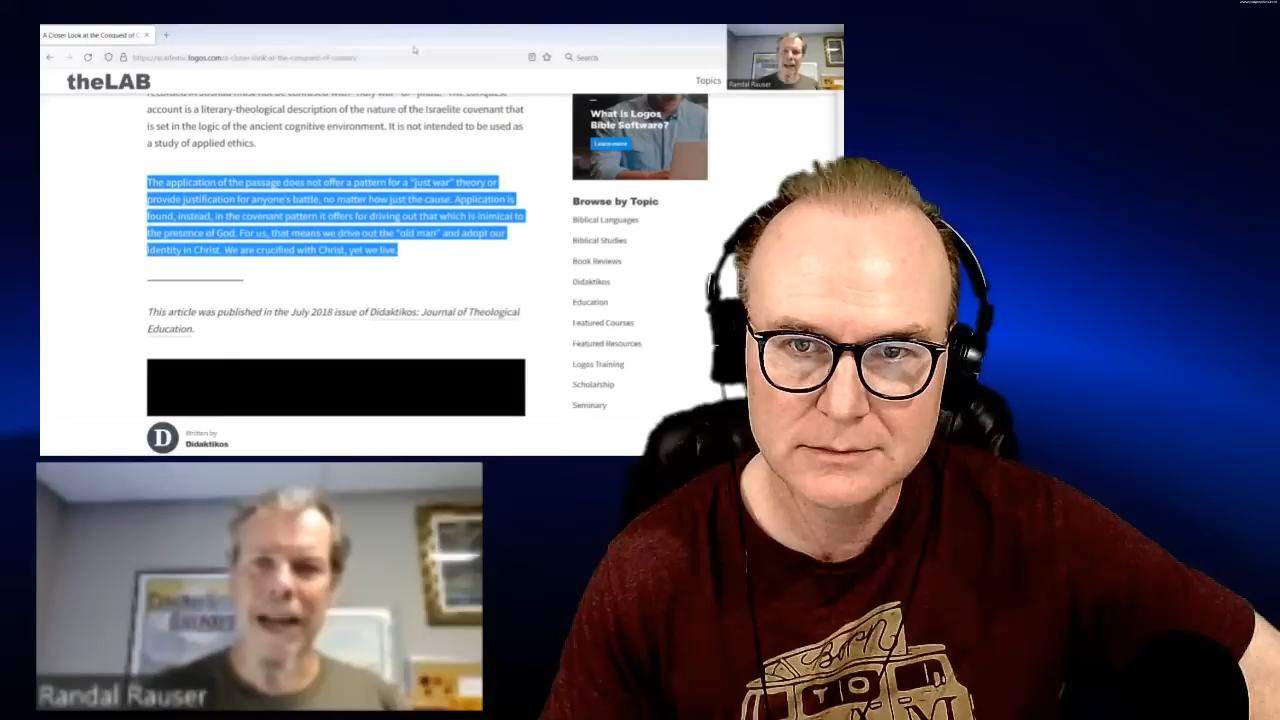 A Closer Look at the Conquest of C
Search
theLAB
Topics
Randal Rauser
account is a literary-theological description of the nature of the Israelite covenant that
is set in the logic of the ancient cognitive environment. It is not intended to be used as
a study of applied ethics.
The application of the passage does not offer a pattern for a "just war" theory or
provide justification for anyone's battle, no matter how just the cause. Application is
found, instead, in the covenant pattern it offers for driving out that which is inimical to
the presence of God. For us, that means we drive out the "old man" and adopt our
identity in Christ. We are crucified with Christ, yet we live.
This article was published in the July 2018 issue of Didaktikos: Journal of Theological
Education.
D
Written by
Didaktikos
What is Logos
Bible Software?
Learn more
Browse by Topic
Biblical Languages
Biblical Studies
Book Reviews
Didaktikos
Education
Featured Courses
Featured Resources
Logos Training
Scholarship
Seminary
Randal Rauser
Born
TO